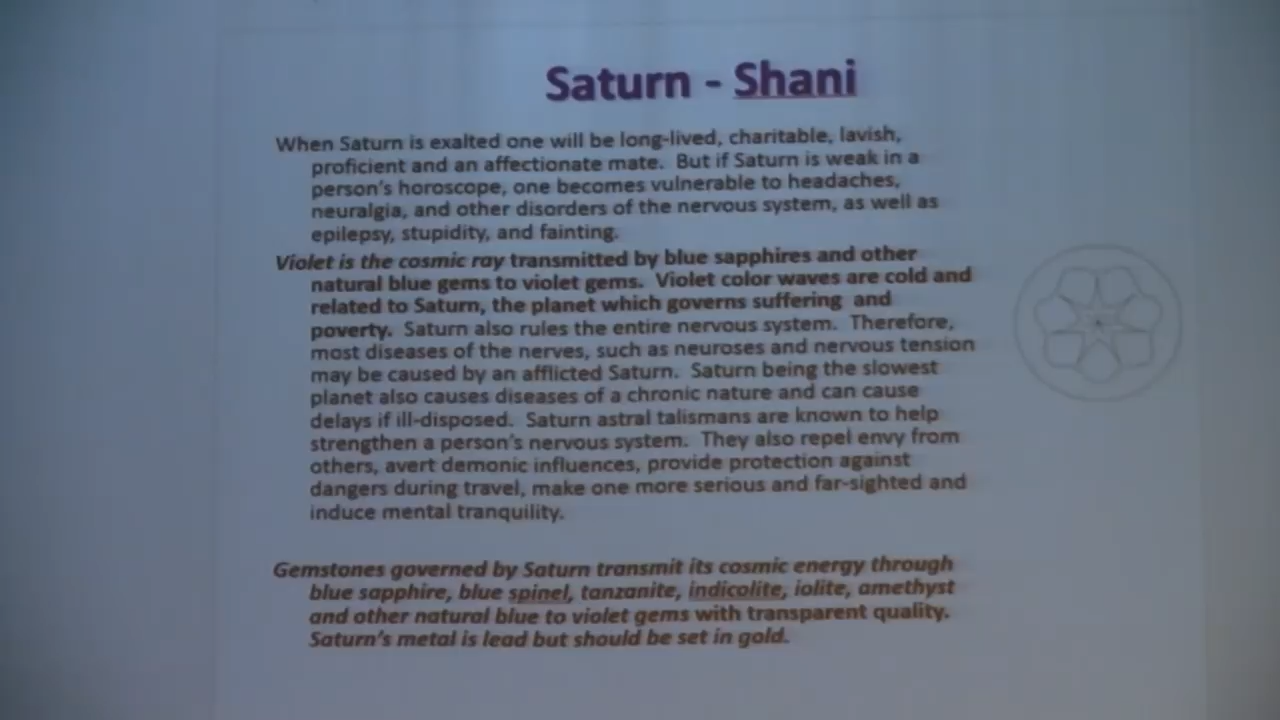 Saturn - Shani
When Saturn is exalted one will be long-lived, charitable, lavish,
proficient and an affectionate mate.  But if Saturn is weak in a
person's horoscope, one becomes vulnerable to headaches,
neuralgia, and other disorders of the nervous system, as well as
epilepsy, stupidity, and fainting.
Violet is the cosmic ray transmitted by blue sapphires and other
natural blue gems to violet gems.  Violet color waves are cold and
related to Saturn, the planet which governs suffering  and
poverty.  Saturn also rules the entire nervous system.  Therefore,
most diseases of the nerves, such as neuroses and nervous tension
may be caused by an afflicted Saturn.  Saturn being the slowest
planet also causes diseases of a chronic nature and can cause
delays if ill-disposed.  Saturn astral talismans are known to help
strengthen a person's nervous system.  They also repel envy from
others, avert demonic influences, provide protection against
dangers during travel, make one more serious and far-sighted and
induce mental tranquility.
Gemstones governed by Saturn transmit its cosmic energy through
blue sapphire, blue spinel, tanzanite, indicolite, iolite, amethyst
and other natural blue to violet gems with transparent quality.
Saturn's metal is lead but should be set in gold.